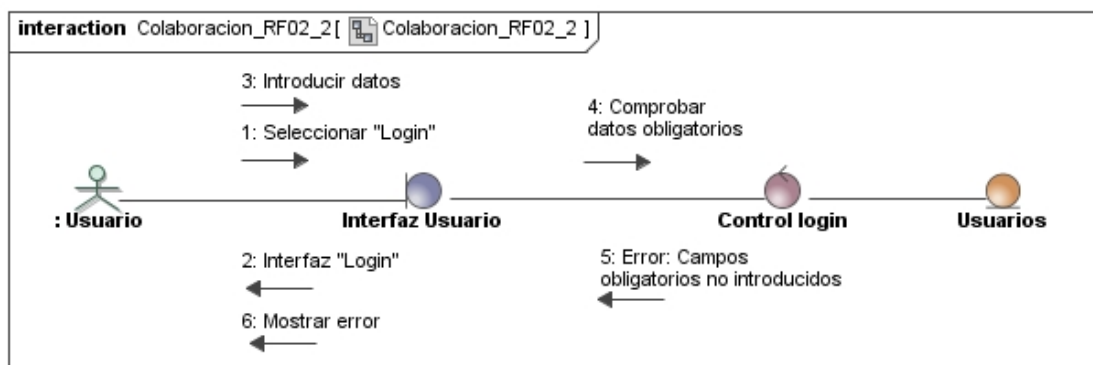 interaction Colaboracion_RF02_2[ Colaboracion_RF02_2 ]
3: Introducir datos
1: Seleccionar "Login"
4: Comprobar
datos obligatorios
: Usuario
Interfaz Usuario
Control login
Usuarios
2: Interfaz "Login"
5: Error: Campos
obligatorios no introducidos
6: Mostrar error